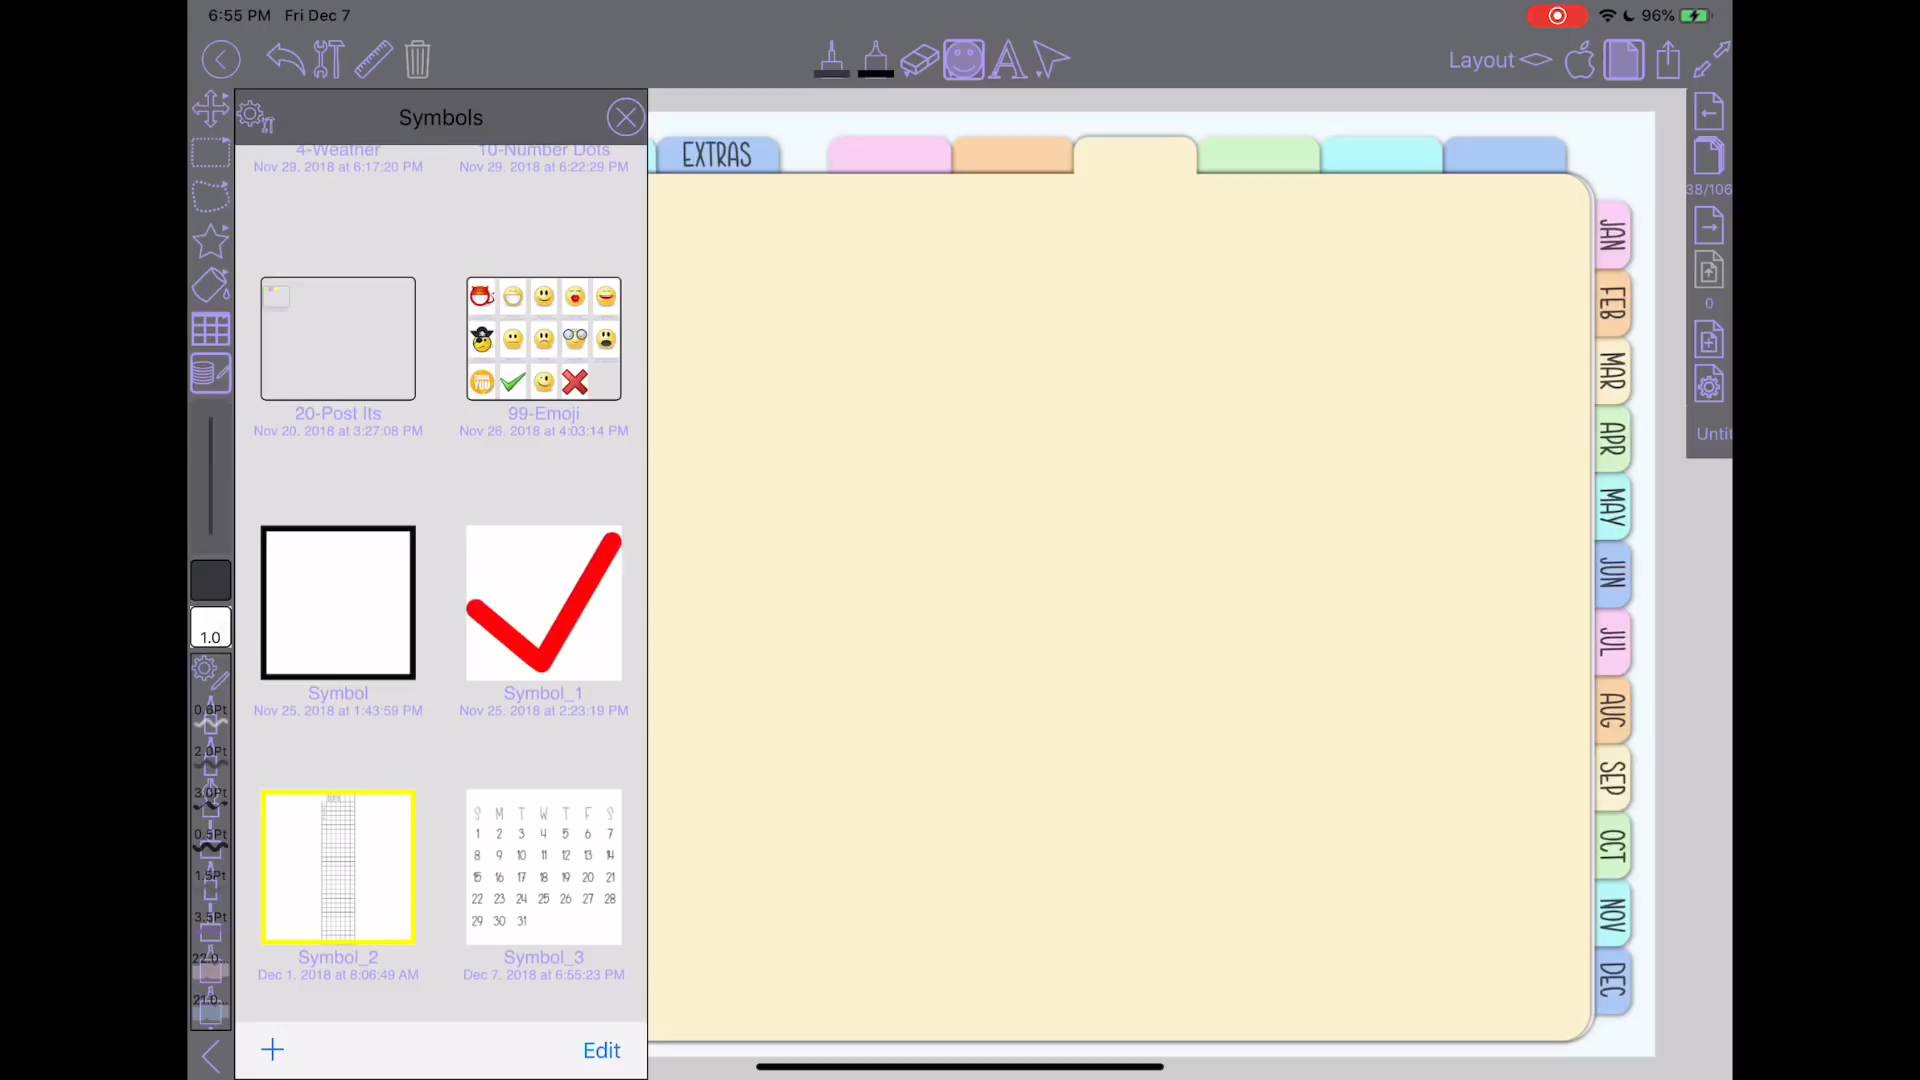 6:55 PM Fri Dec 7
96%
Layout
Symbols
4-Weather
Nov 29. 2018 at 6:17:20 PM
10-Number Dots
Nov 29. 2018 at 6:22:29 PM
20-Post Its
Nov 20. 2018 at 3:27:08 PM
THANK YOU
99-Emoji
Nov 26. 2018 at 4:03:14 PM
Symbol
Nov 25. 2018 at 1:43:59 PM
Symbol_1
Nov 25. 2018 at 2:23:19 PM
Symbol_2
Dec 1. 2018 at 8:06:49 AM
S M T W T F S
1 2 3 4 5 6 7
8 9 10 11 12 13 14
15 16 17 18 19 20 21
22 23 24 25 26 27 28
29 30 31
Symbol_3
Dec 7. 2018 at 6:55:23 PM
Edit
1.0
0.6Pt
2.0Pt
3.0Pt
0.5Pt
1.5Pt
3.5Pt
22.0...
21.0...
EXTRAS
JAN
FEB
MAR
APR
MAY
JUN
JUL
AUG
SEP
OCT
NOV
DEC
38/106
0
Untit